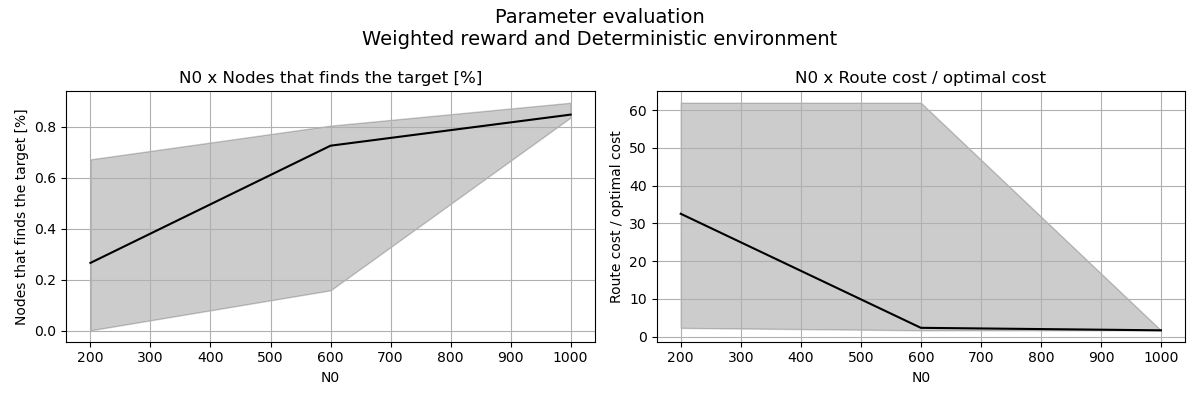 Parameter evaluation
Weighted reward and Deterministic environment
N0 x Nodes that finds the target [%]
Nodes that finds the target [%]
0.8
0.6
0.4
0.2
0.0
200 300 400 500 600 700 800 900 1000
N0
N0 x Route cost / optimal cost
Route cost / optimal cost
60
50
40
30
20
10
0
200 300 400 500 600 700 800 900 1000
N0